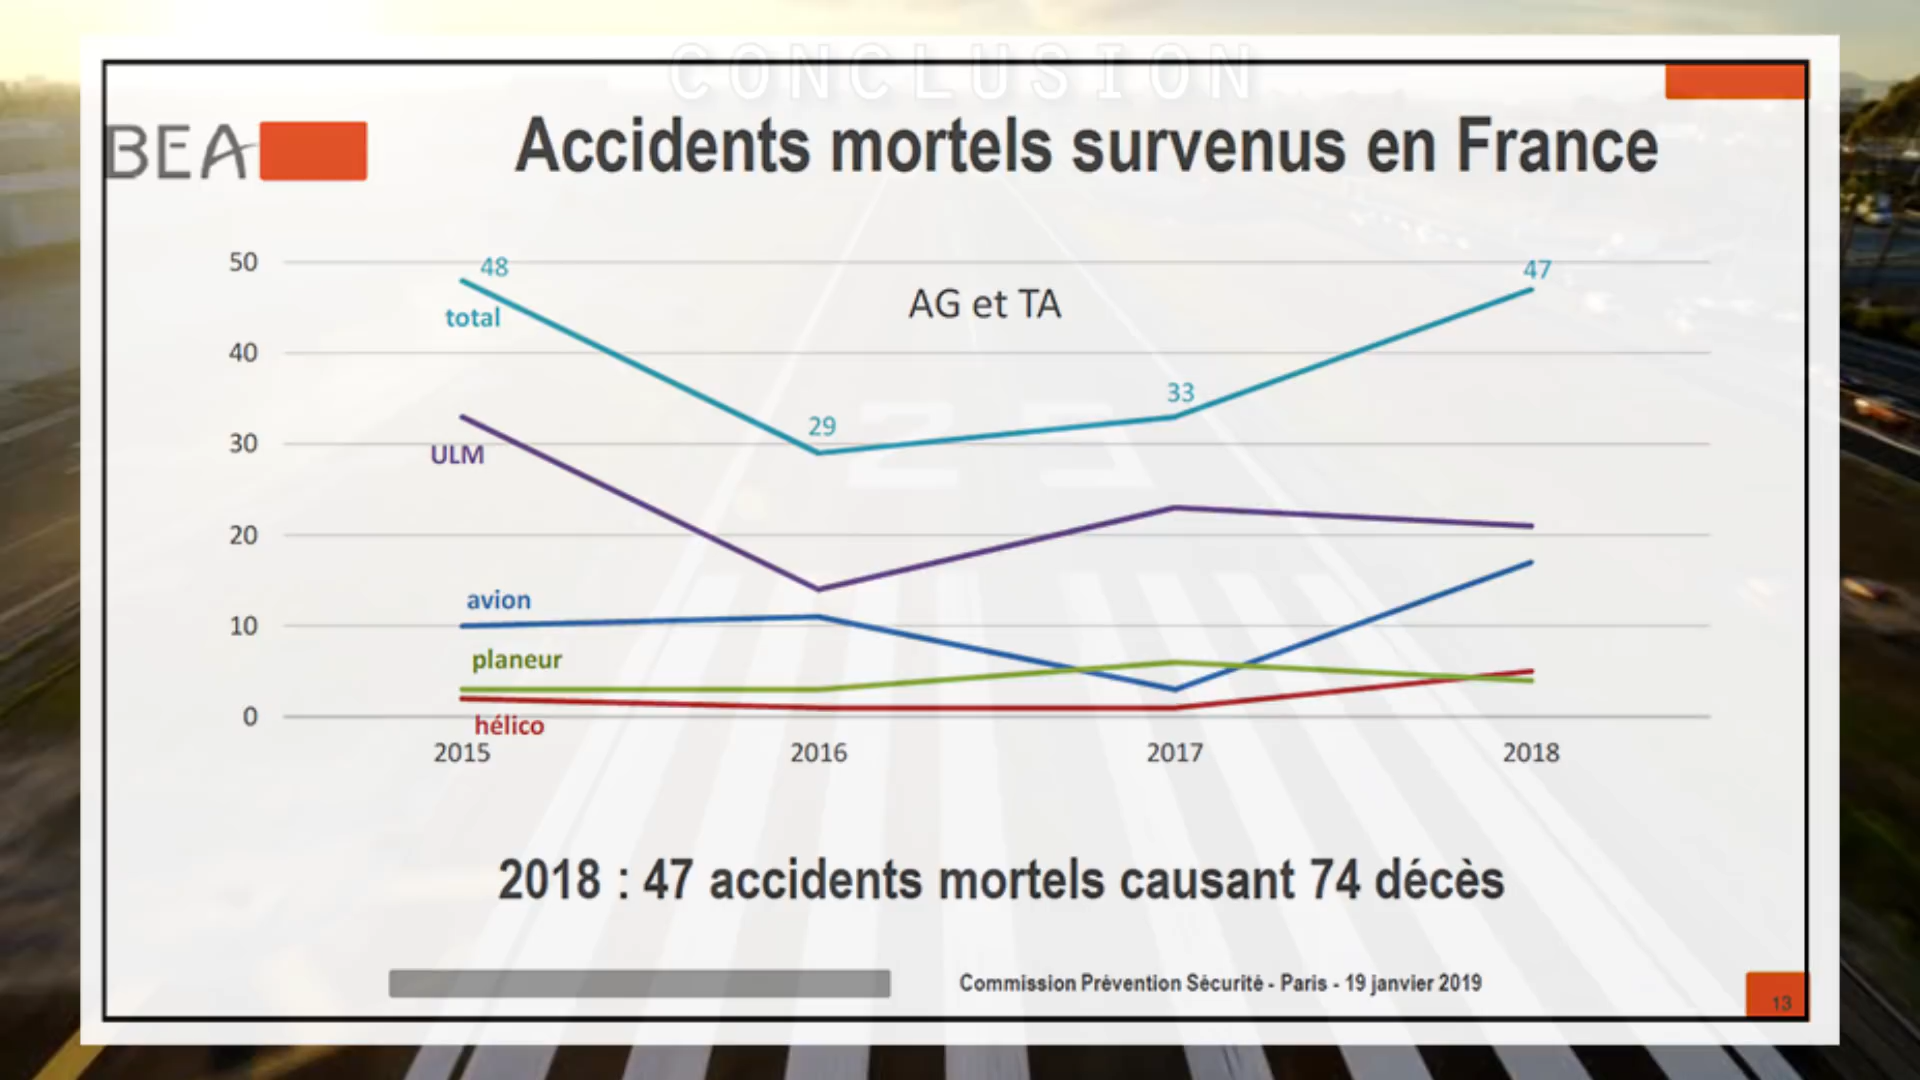 CONCLUSION
BEA
Accidents mortels survenus en France
50
48
47
AG et TA
total
40
33
29
30
ULM
20
avion
10
planeur
0
hélico
2015
2016
2017
2018
2018 : 47 accidents mortels causant 74 décès
Commission Prévention Sécurité - Paris - 19 janvier 2019
13
25